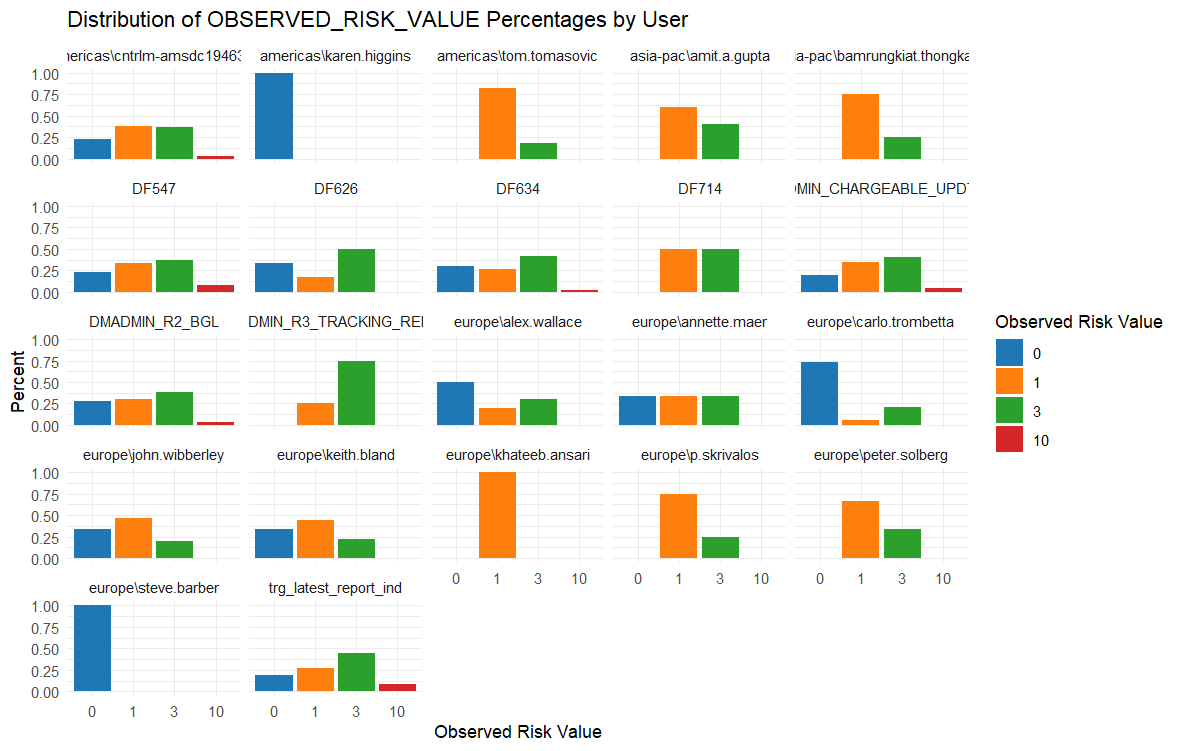 Distribution of OBSERVED_RISK_VALUE Percentages by User
nericas\cntrlm-amsdc19463 americas\karen.higgins americas\tom.tomasovic asia-pac\amit.a.gupta ia-pac\bamrungkiat.thongka
1.00
0.75
0.50
0.25
0.00
DF547 DF626 DF634 DF714 DMIN_CHARGEABLE_UPDT
1.00
0.75
0.50
0.25
0.00
DMADMIN_R2_BGL DMIN_R3_TRACKING_REI europe\alex.wallace europe\annette.maer europe\carlo.trombetta
1.00
0.75
0.50
0.25
0.00
europe\john.wibberley europe\keith.bland europe\khateeb.ansari europe\p.skrivalos europe\peter.solberg
1.00
0.75
0.50
0.25
0.00
0 1 3 10 0 1 3 10 0 1 3 10
europe\steve.barber trg_latest_report_ind
1.00
0.75
0.50
0.25
0.00
0 1 3 10 0 1 3 10
Observed Risk Value
Percent
Observed Risk Value
0
1
3
10